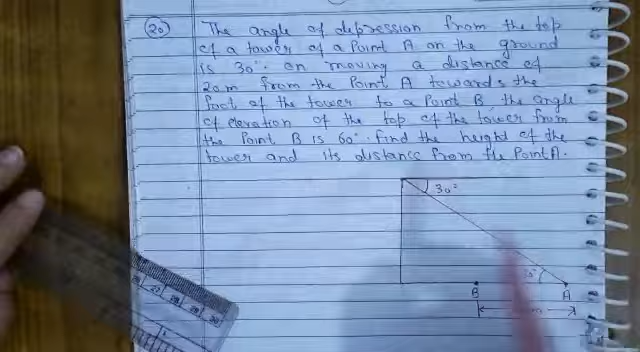 20) The angle of depression from the top
of a tower of a Point A on the ground
is 30°. on moving a distance of
20m from the Point A towards the
foot of the tower to a Point B. the angle
of elevation of the top of the tower from
the Point B is 60°. find the height of the
tower and its distance from the Point A.
30°
B
A
m